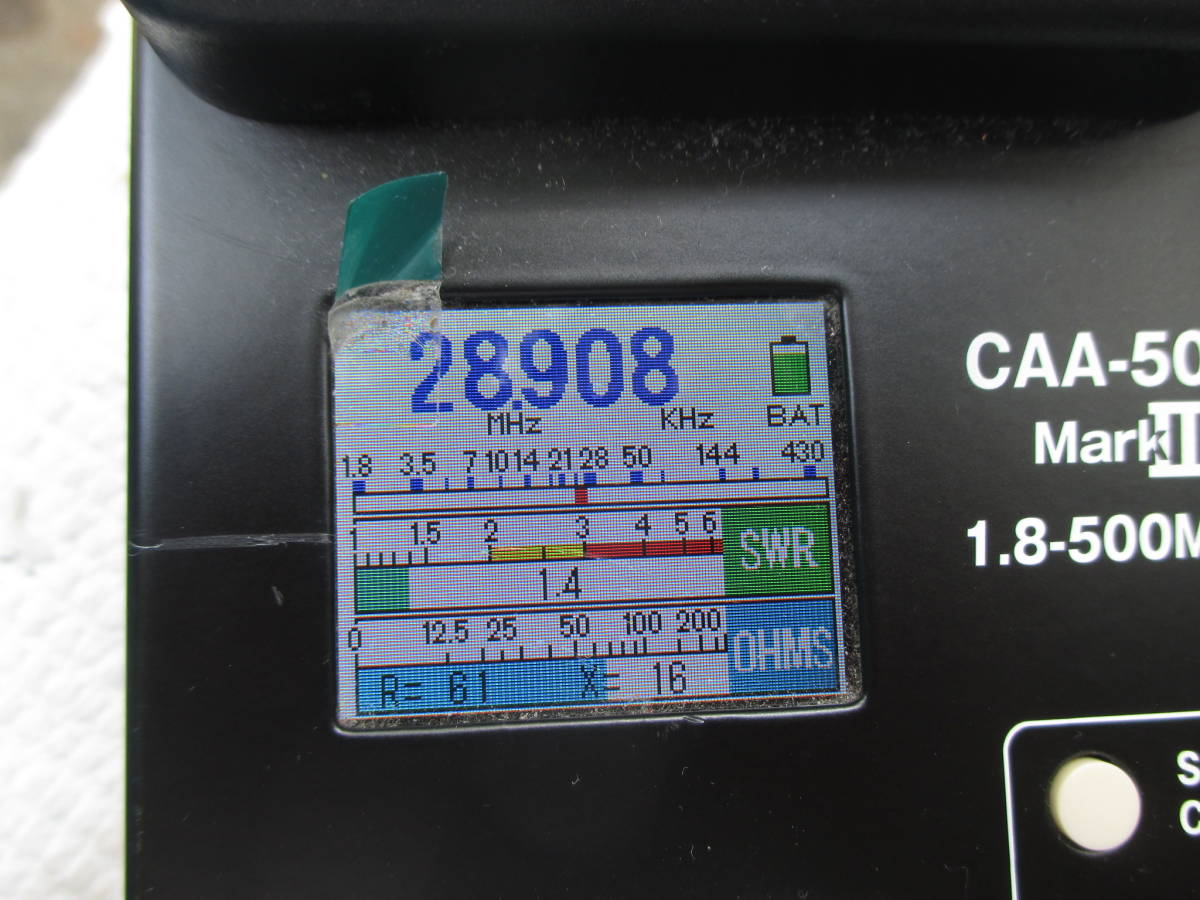 28.908
MHz KHz BAT
1.8 3.5 7 10 14 21 28 50 144 430
1 1.5 2 3 4 5 6
SWR
1.4
0 12.5 25 50 100 200
OHMS
R= 61 X= 16
CAA-50
Mark II
1.8-500M
S
C